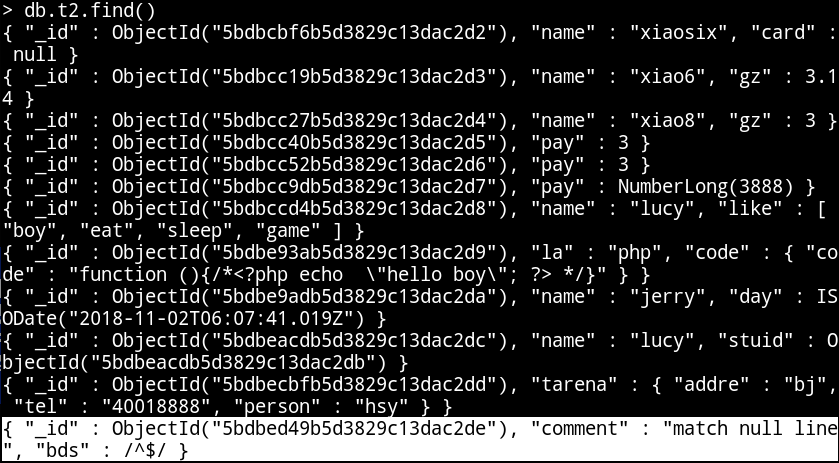 > db.t2.find()
{ "_id" : ObjectId("5bdbcbf6b5d3829c13dac2d2"), "name" : "xiaosix", "card" :
 null }
{ "_id" : ObjectId("5bdbcc19b5d3829c13dac2d3"), "name" : "xiao6", "gz" : 3.1
4 }
{ "_id" : ObjectId("5bdbcc27b5d3829c13dac2d4"), "name" : "xiao8", "gz" : 3 }
{ "_id" : ObjectId("5bdbcc40b5d3829c13dac2d5"), "pay" : 3 }
{ "_id" : ObjectId("5bdbcc52b5d3829c13dac2d6"), "pay" : 3 }
{ "_id" : ObjectId("5bdbcc9db5d3829c13dac2d7"), "pay" : NumberLong(3888) }
{ "_id" : ObjectId("5bdbccd4b5d3829c13dac2d8"), "name" : "lucy", "like" : [
"boy", "eat", "sleep", "game" ] }
{ "_id" : ObjectId("5bdbe93ab5d3829c13dac2d9"), "la" : "php", "code" : { "co
de" : "function (){/*<?php echo  \"hello boy\"; ?> */}" } }
{ "_id" : ObjectId("5bdbe9adb5d3829c13dac2da"), "name" : "jerry", "day" : IS
ODate("2018-11-02T06:07:41.019Z") }
{ "_id" : ObjectId("5bdbeacdb5d3829c13dac2dc"), "name" : "lucy", "stuid" : O
bjectId("5bdbeacdb5d3829c13dac2db") }
{ "_id" : ObjectId("5bdbecbfb5d3829c13dac2dd"), "tarena" : { "addre" : "bj",
 "tel" : "40018888", "person" : "hsy" } }
{ "_id" : ObjectId("5bdbed49b5d3829c13dac2de"), "comment" : "match null line
", "bds" : /^$/ }